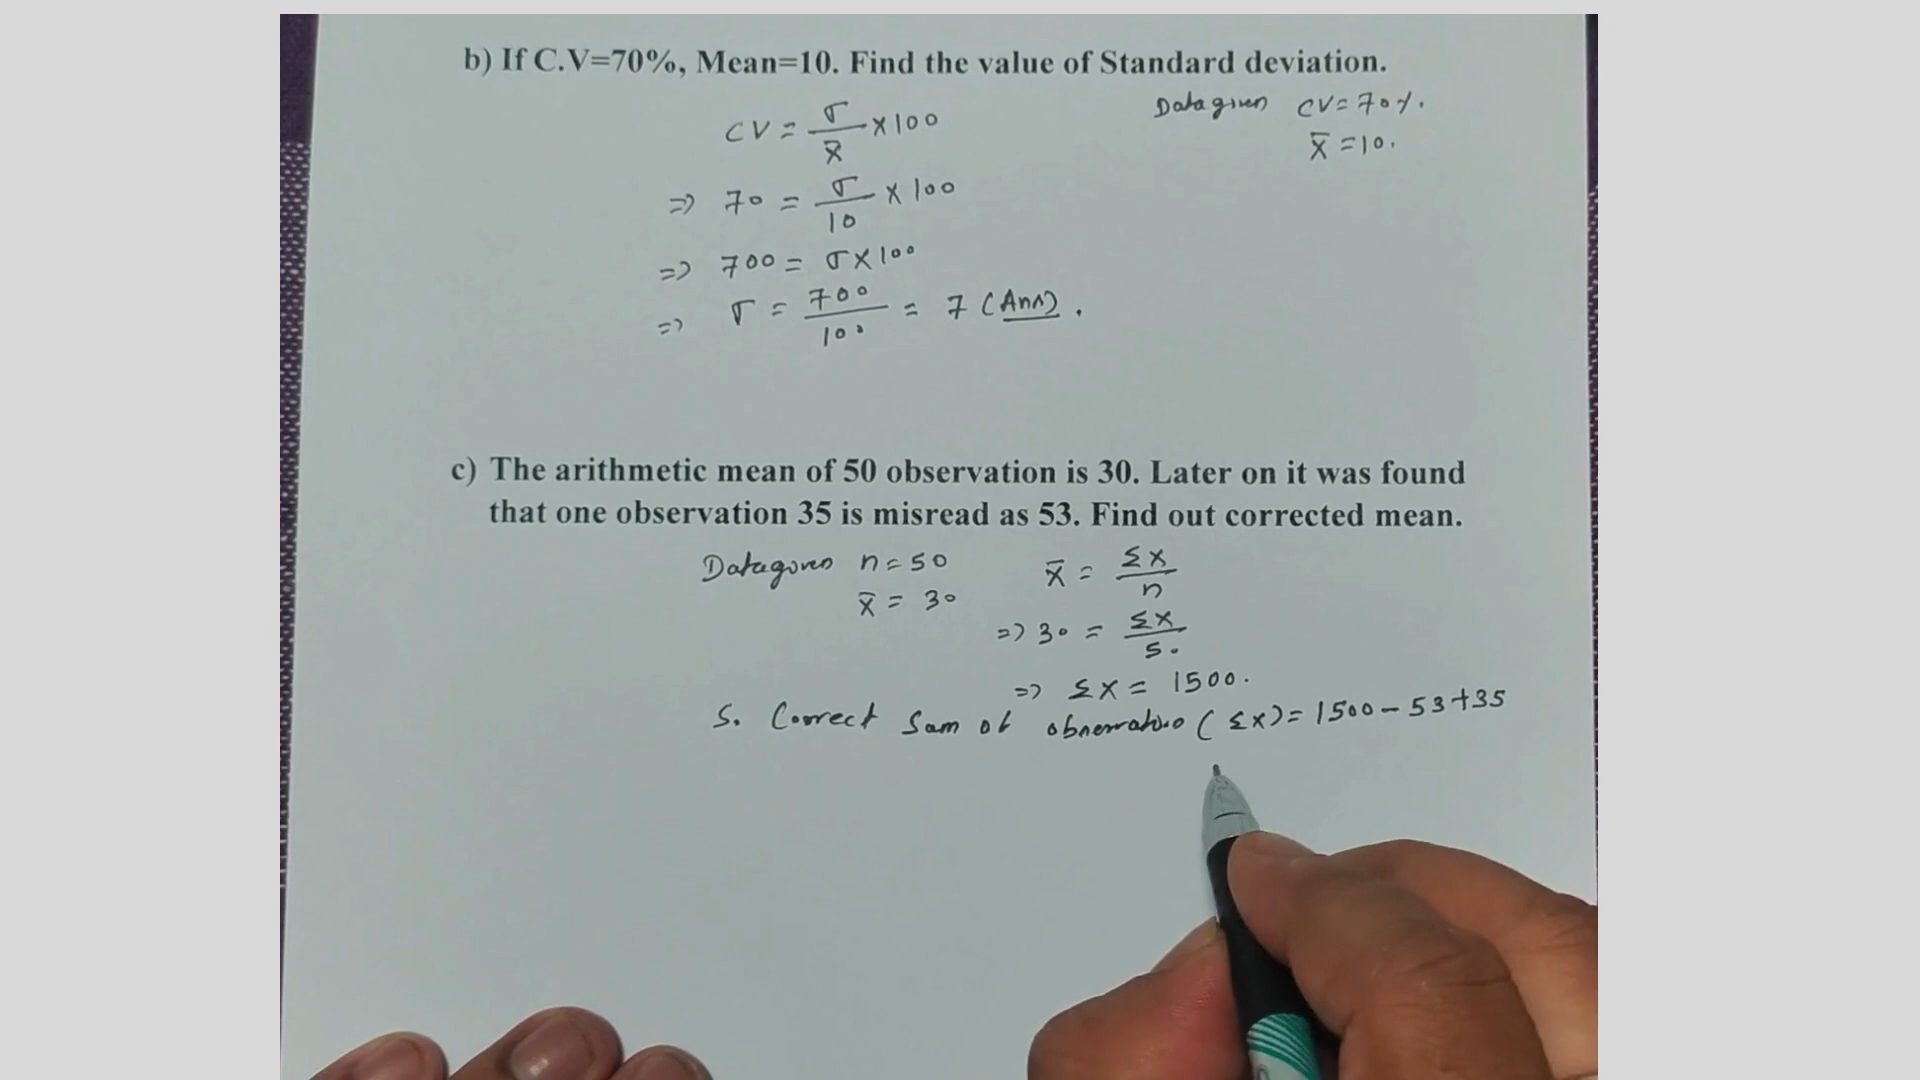 b) If C.V=70%, Mean=10. Find the value of Standard deviation.
CV = σ/x̄ ×100
Data given CV=70%.
x̄ =10.
=> 70 = σ/10 × 100
=> 700 = σ×100
=> σ = 700/100 = 7 (Ans).
c) The arithmetic mean of 50 observation is 30. Later on it was found
that one observation 35 is misread as 53. Find out corrected mean.
Data given n=50
x̄ = 30
x̄ = Σx/n
=> 30 = Σx/50
=> Σx = 1500.
So Correct Sum of observation (Σx)=1500-53+35